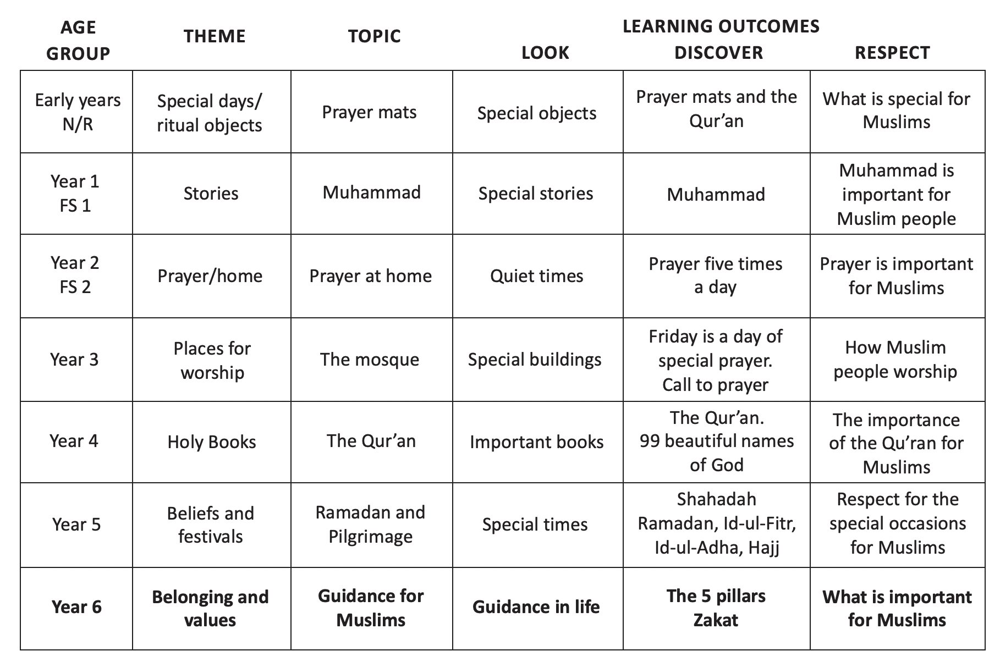 AGE
GROUP
THEME
TOPIC
LEARNING OUTCOMES
LOOK
DISCOVER
RESPECT
Early years
N/R
Special days/
ritual objects
Prayer mats
Special objects
Prayer mats and the
Qur’an
What is special for
Muslims
Year 1
FS 1
Stories
Muhammad
Special stories
Muhammad
Muhammad is
important for
Muslim people
Year 2
FS 2
Prayer/home
Prayer at home
Quiet times
Prayer five times
a day
Prayer is important
for Muslims
Year 3
Places for
worship
The mosque
Special buildings
Friday is a day of
special prayer.
Call to prayer
How Muslim
people worship
Year 4
Holy Books
The Qur’an
Important books
The Qur’an.
99 beautiful names
of God
The importance
of the Qu’ran for
Muslims
Year 5
Beliefs and
festivals
Ramadan and
Pilgrimage
Special times
Shahadah
Ramadan, Id-ul-Fitr,
Id-ul-Adha, Hajj
Respect for the
special occasions
for Muslims
Year 6
Belonging and
values
Guidance for
Muslims
Guidance in life
The 5 pillars
Zakat
What is important
for Muslims